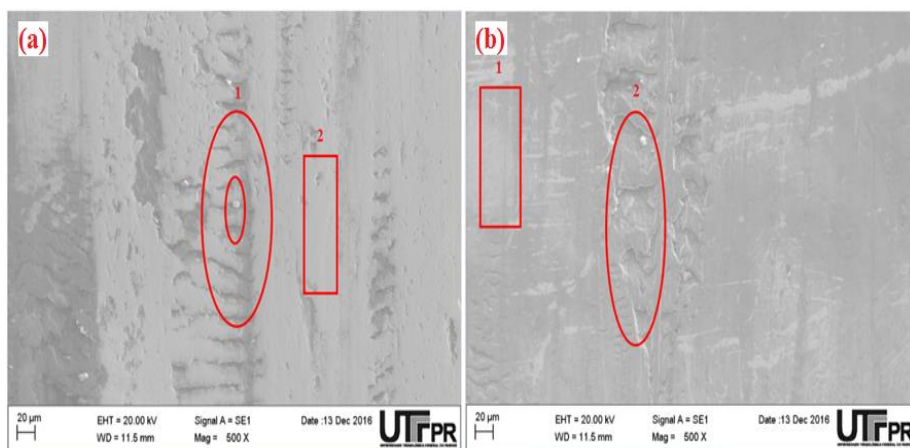 (a)
1
2
20 µm
EHT = 20.00 kV
Signal A = SE1
Date :13 Dec 2016
WD = 11.5 mm
Mag = 500 X
UTFPR
(b)
1
2
20 µm
EHT = 20.00 kV
Signal A = SE1
Date :13 Dec 2016
WD = 11.5 mm
Mag = 500 X
UTFPR